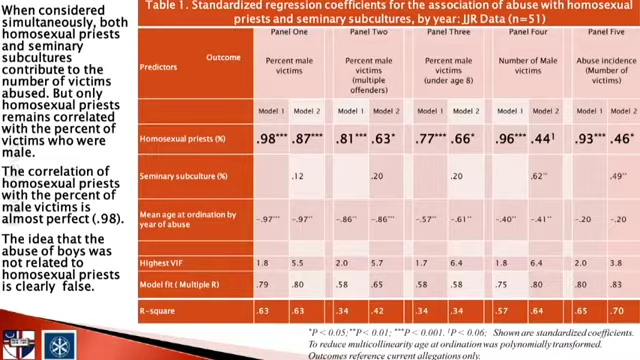 When considered
simultaneously, both
homosexual priests
and seminary
subcultures
contribute to the
number of victims
abused. But only
homosexual priests
remains correlated
with the percent of
victims who were
male.
The correlation of
homosexual priests
with the percent of
male victims is
almost perfect (.98).
The idea that the
abuse of boys was
not related to
homosexual priests
is clearly false.
Table 1. Standardized regression coefficients for the association of abuse with homosexual
priests and seminary subcultures, by year: JJR Data (n=51)
Outcome
Predictors
Panel One
Percent male
victims
Panel Two
Percent male
victims
(multiple
offenders)
Panel Three
Percent male
victims
(under age 8)
Panel Four
Number of Male
victims
Panel Five
Abuse incidence
(Mumber of
victims)
Model 1 Model 2 Model 1 Model 2 Model 1 Model 2 Model 1 Model 2 Model 1 Model 2
Homosexual priests (%) .98*** .87*** .81*** .63* .77*** .66* .96*** .44¹ .93*** .46*
Seminary subculture (%) .12 .20 .20 .62** .49**
Mean age at ordination by
year of abuse
-.97*** -.97** -.86** -.86*** -.57** -.61** -.40** -.41** -.20 -.20
Highest VIF 1.8 5.5 2.0 5.7 1.7 6.4 1.8 6.4 2.0 3.8
Model fit ( Multiple R) .79 .80 .58 .65 .58 .58 .75 .80 .80 .83
R-square .63 .63 .34 .42 .34 .34 .57 .64 .65 .70
*P < 0.05;**P < 0.01; ***P < 0.001. ¹P < 0.06; Shown are standardized coefficients.
To reduce multicollinearity age at ordination was polynomially transformed.
Outcomes reference current allegations only.